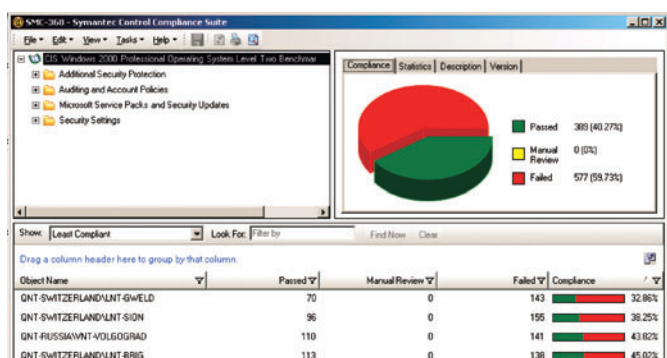 SMC-360 - Symantec Control Compliance Suite
File Edit View Tasks Help
CIS Windows 2000 Professional Operating System Level Two Benchmar
Additional Security Protection
Auditing and Account Policies
Microsoft Service Packs and Security Updates
Security Settings
Compliance Statistics Description Version
Passed 389 (40.27%)
Manual Review 0 (0%)
Failed 577 (59.73%)
Show: Least Compliant Look For: Filter by Find Now Clear
Drag a column header here to group by that column.
Object Name Passed Manual Review Failed Compliance
QNT-SWITZERLAND\LNT-GWELD 70 0 143 32.86%
QNT-SWITZERLAND\LNT-SION 96 0 155 38.25%
QNT-RUSSIA\VNT-VOLGOGRAD 110 0 141 43.82%
QNT-SWITZERLAND\LNT-BRIG 113 0 138 45.02%